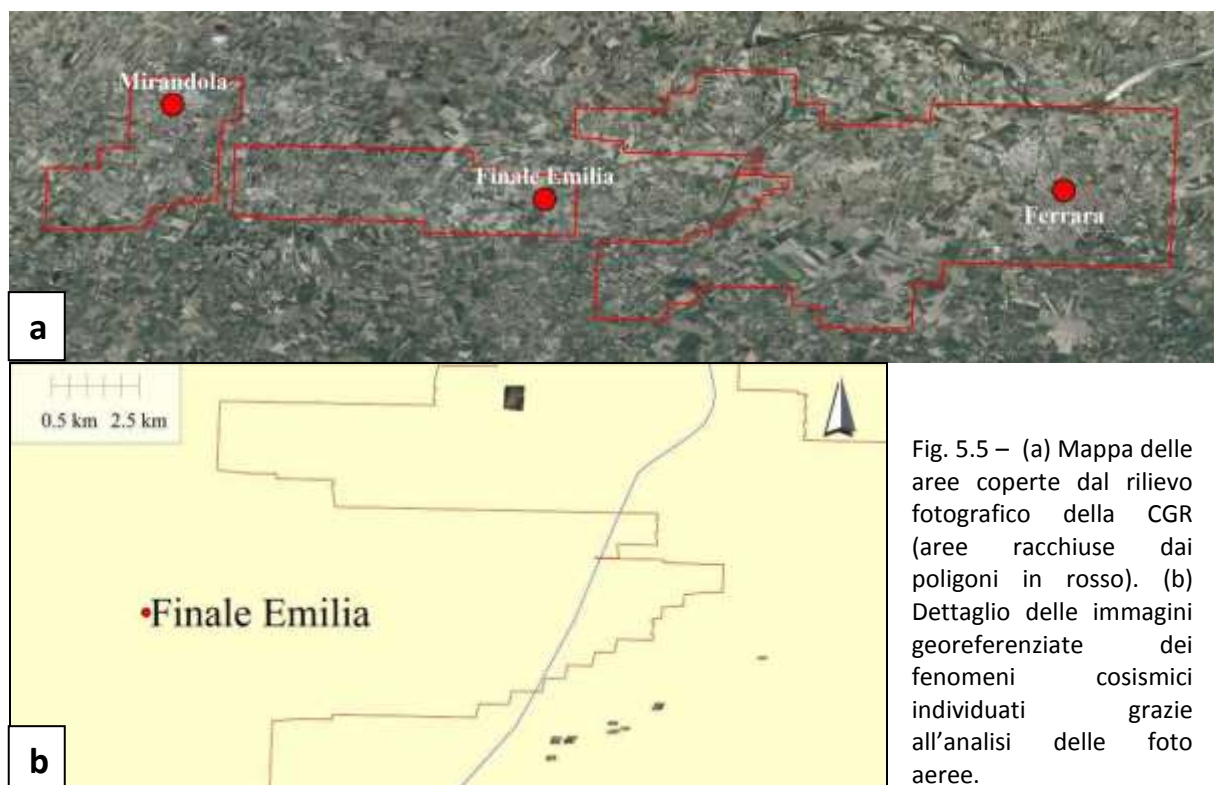 Mirandola
Finale Emilia
Ferrara
a
0.5 km 2.5 km
Finale Emilia
b
Fig. 5.5 – (a) Mappa delle
aree coperte dal rilievo
fotografico della CGR
(aree racchiuse dai
poligoni in rosso). (b)
Dettaglio delle immagini
georeferenziate dei
fenomeni cosismici
individuati grazie
all’analisi delle foto
aeree.